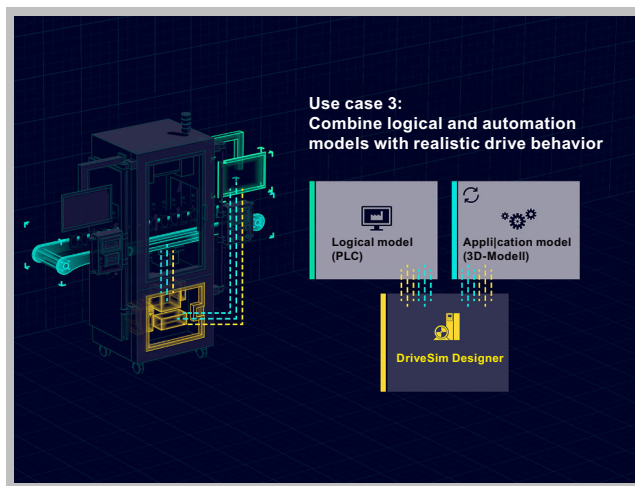 Use case 3:
Combine logical and automation
models with realistic drive behavior
Logical model
(PLC)
Appli|cation model
(3D-Modell)
DriveSim Designer